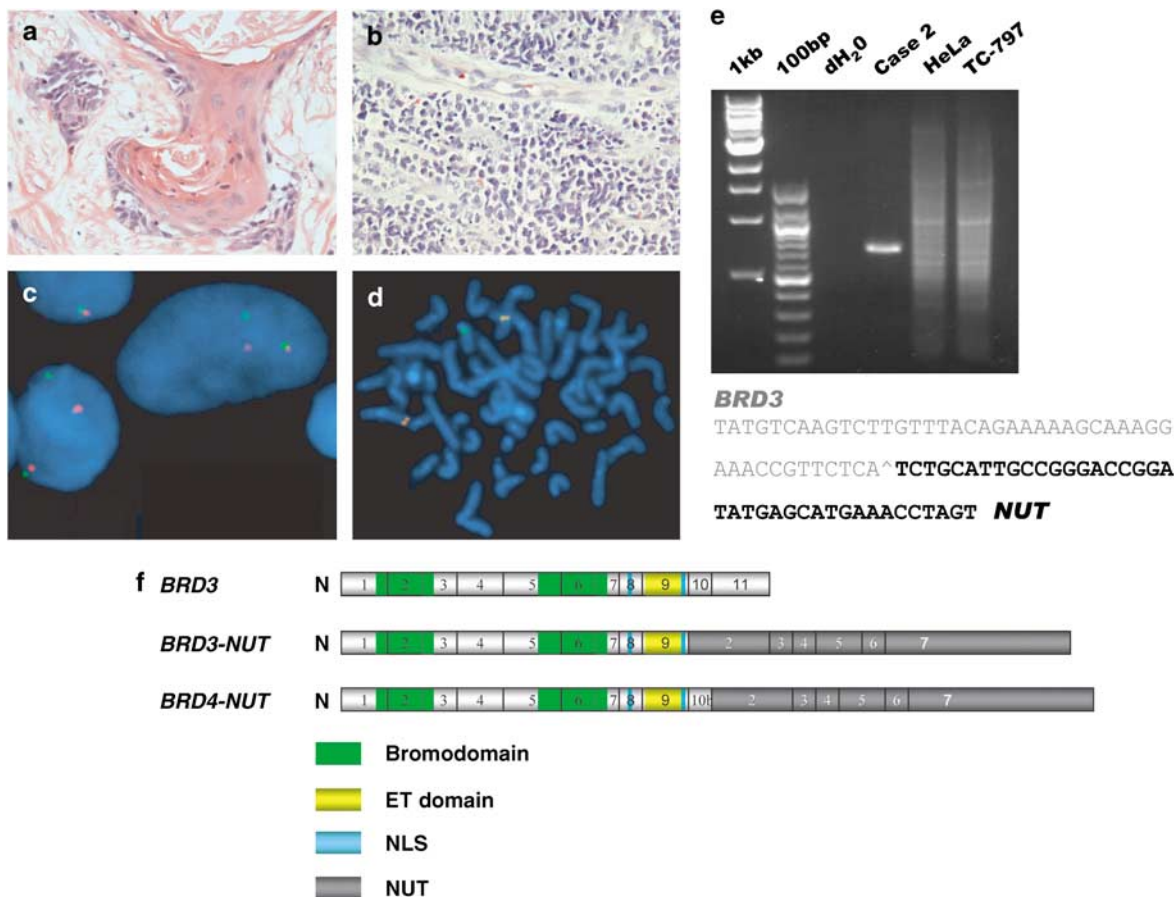 a
b
c
d
e
1kb
100bp
dH20
Case 2
HeLa
TC-797
BRD3
TATGTCAAGTCTTGTTTACAGAAAAAGCAAAGG
AAACCGTTCTCA^TCTGCATTGCCGGGACCGGA
TATGAGCATGAAACCTAGT NUT
f
BRD3 N 1 2 3 4 5 6 7 8 9 10 11
BRD3-NUT N 1 2 3 4 5 6 7 8 9 2 3 4 5 6 7
BRD4-NUT N 1 2 3 4 5 6 7 8 9 10b 2 3 4 5 6 7
Bromodomain
ET domain
NLS
NUT